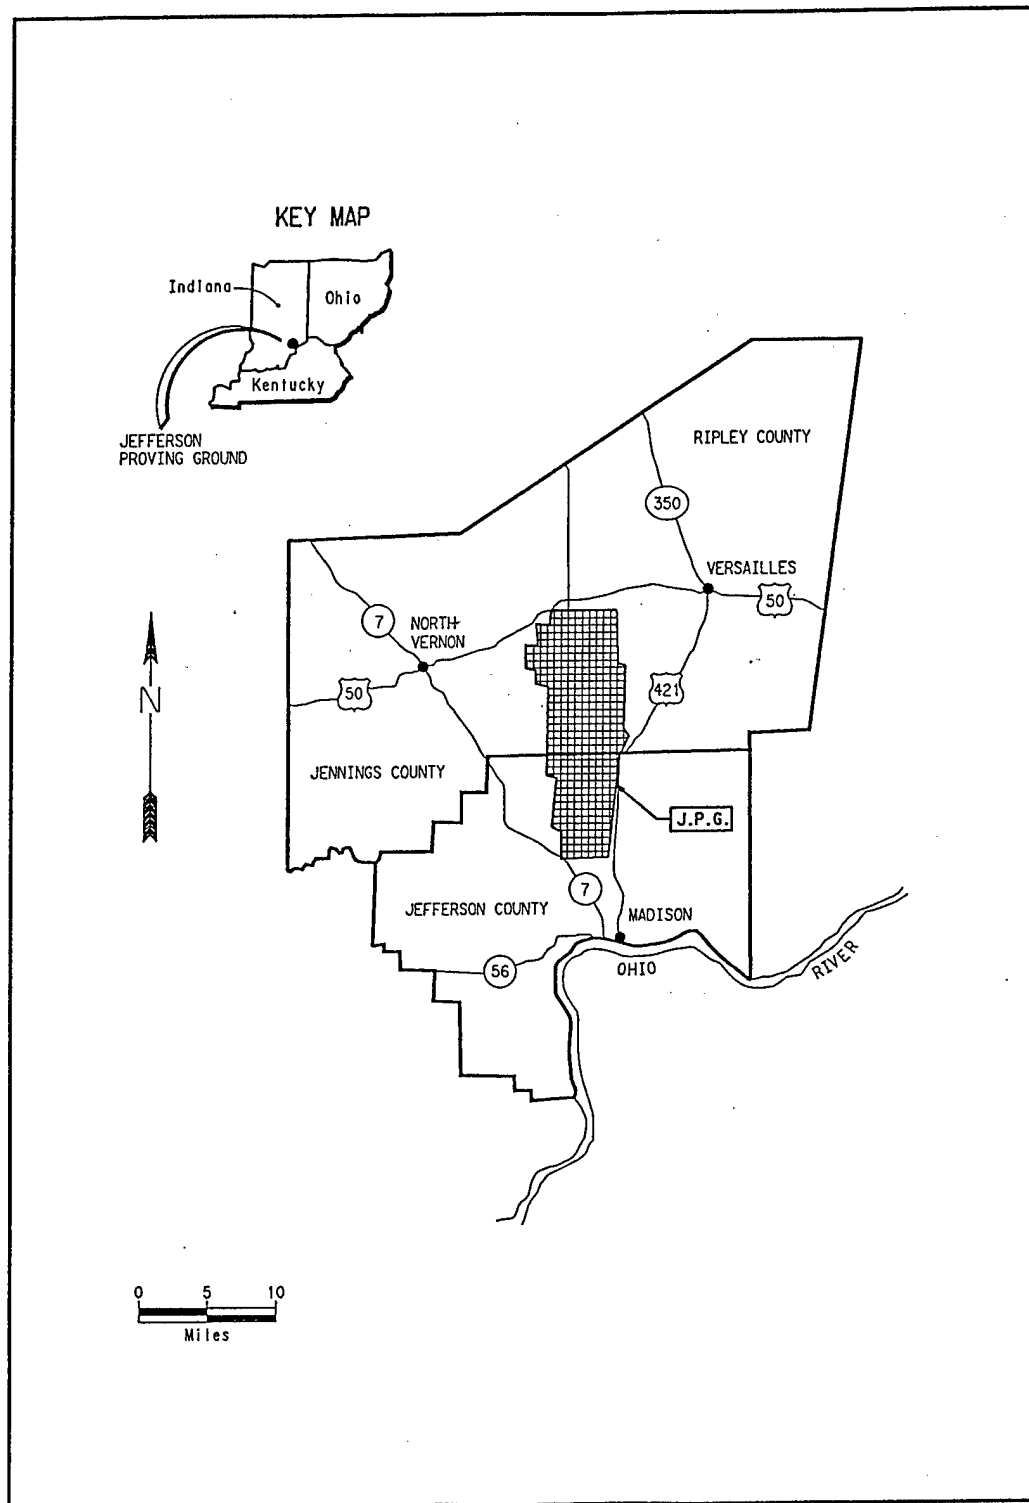 KEY MAP
Indiana
Ohio
Kentucky
JEFFERSON
PROVING GROUND
RIPLEY COUNTY
350
VERSAILLES
50
7
NORTH
VERNON
50
421
N
JENNINGS COUNTY
J.P.G.
7
JEFFERSON COUNTY
MADISON
56
OHIO
RIVER
0 5 10
Miles